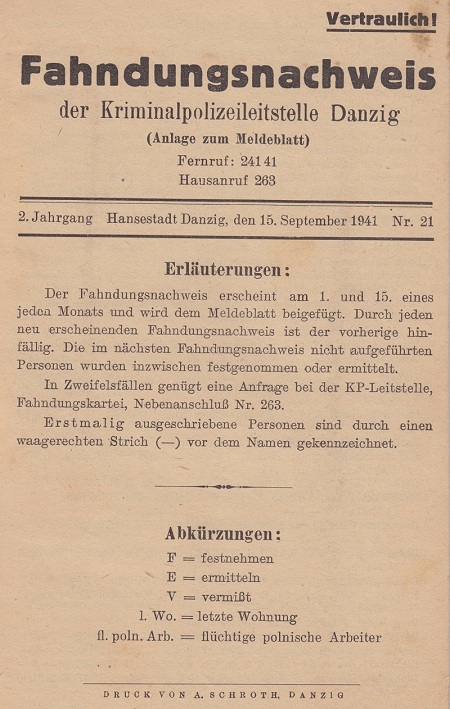 Vertraulich!
Fahndungsnachweis
der Kriminalpolizeileitstelle Danzig
(Anlage zum Meldeblatt)
Fernruf: 24141
Hausanruf 263
2. Jahrgang Hansestadt Danzig, den 15. September 1941 Nr. 21
Erläuterungen:
Der Fahndungsnachweis erscheint am 1. und 15. eines
jeden Monats und wird dem Meldeblatt beigefügt. Durch jeden
neu erscheinenden Fahndungsnachweis ist der vorherige hin-
fällig. Die im nächsten Fahndungsnachweis nicht aufgeführten
Personen wurden inzwischen festgenommen oder ermittelt.
In Zweifelsfällen genügt eine Anfrage bei der KP-Leitstelle,
Fahndungskartei, Nebenanschluß Nr. 263.
Erstmalig ausgeschriebene Personen sind durch einen
waagerechten Strich (—) vor dem Namen gekennzeichnet.
Abkürzungen:
F = festnehmen
E = ermitteln
V = vermißt
l. Wo. = letzte Wohnung
fl. poln. Arb. = flüchtige polnische Arbeiter
DRUCK VON A. SCHROTH, DANZIG